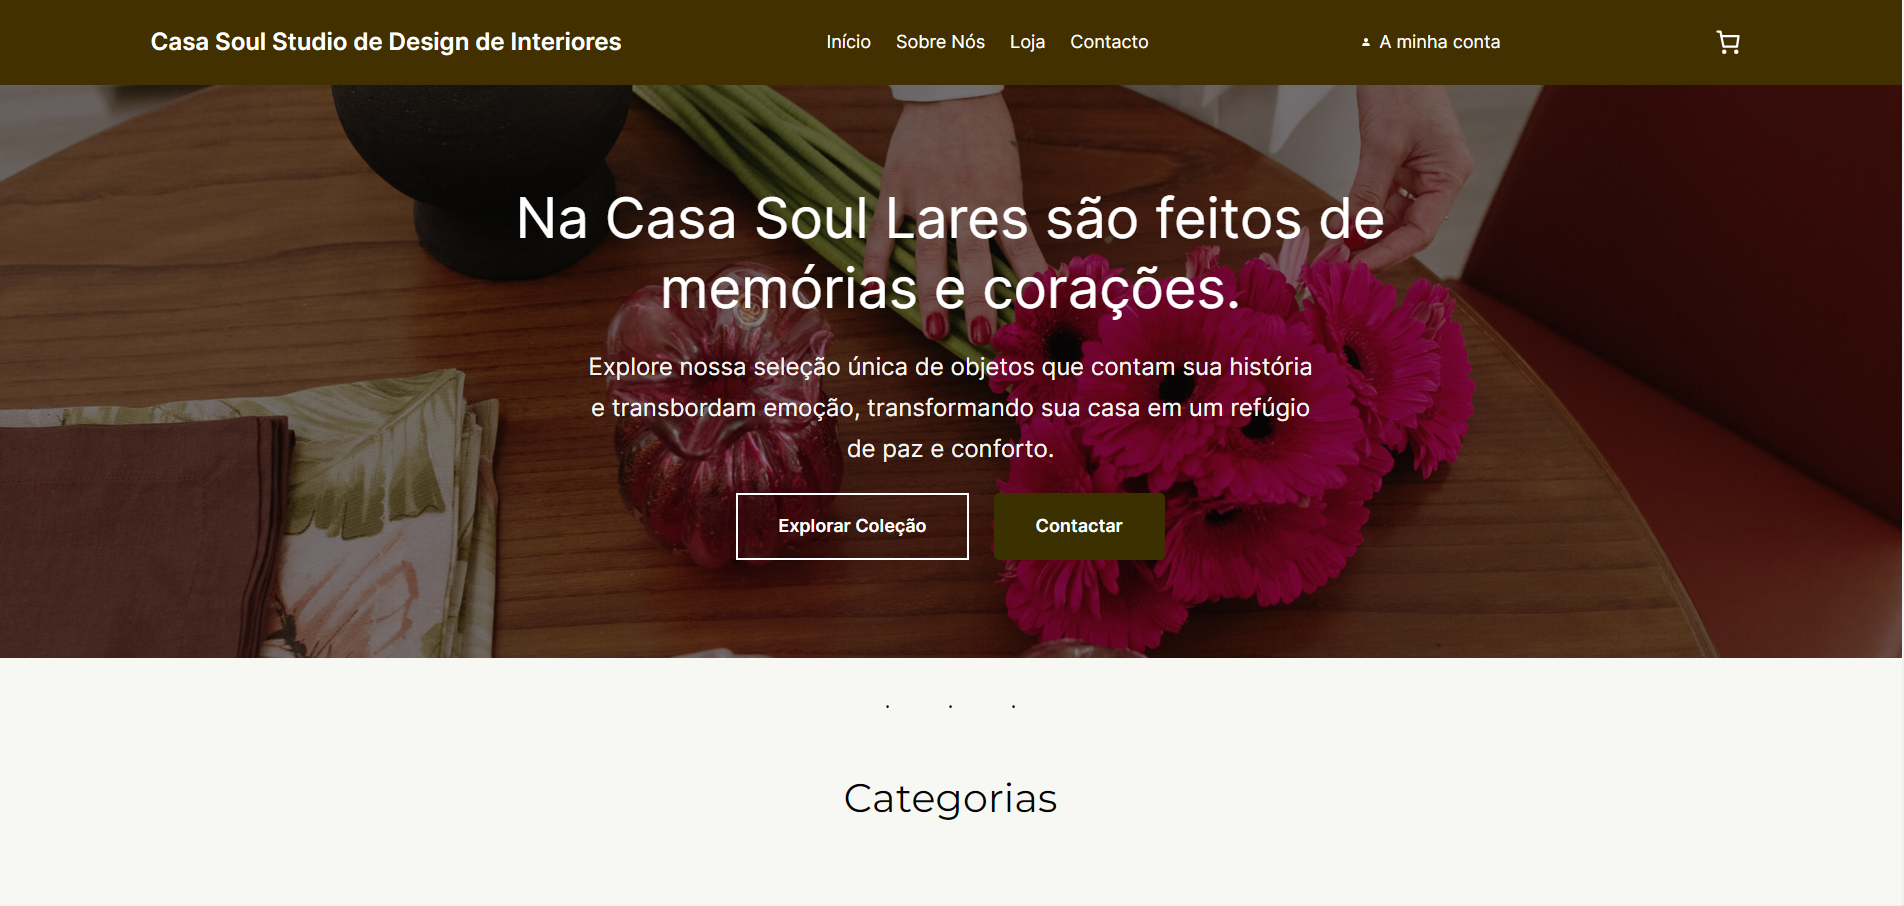 Casa Soul Studio de Design de Interiores
Início Sobre Nós Loja Contacto
A minha conta
Na Casa Soul Lares são feitos de
memórias e corações.
Explore nossa seleção única de objetos que contam sua história
e transbordam emoção, transformando sua casa em um refúgio
de paz e conforto.
Explorar Coleção
Contactar
. . .
Categorias